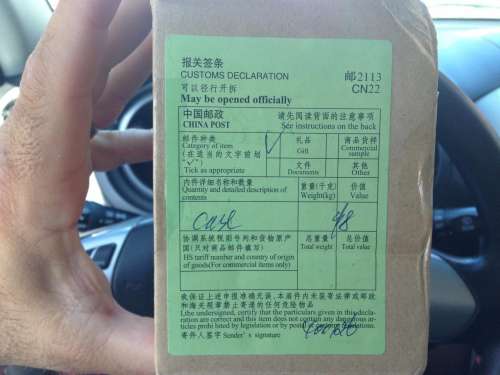 报关签条
CUSTOMS DECLARATION
邮2113
CN22
可以径行开拆
May be opened officially
中国邮政
CHINA POST
请先阅读背面的注意事项
See instructions on the back
邮件种类
Category of item
(在适当的文字前划
"✓")
Tick as appropriate
✓
礼品
Gift
商品货样
Commercial
sample
文件
Documents
其他
Other
内件详细名称和数量
Quantity and detailed description of
contents
重量(千克)
Weight(kg)
价值
Value
case
协调系统税则号列和货物原产
国(只对商品邮件填写)
HS tariff number and country of origin
of goods(For commercial items only)
总重量
Total weight
总价值
Total value
我保证上述申报准确无误,本函件内未装寄法律或邮政
和海关规章禁止寄递的任何危险物品
I,the undersigned, certify that the particulars given in this decla-
ration are correct and this item does not contain any dangerous ar-
ticles prohi bited by legislation or by postal or customs regulations.
寄件人签字 Sender's signature